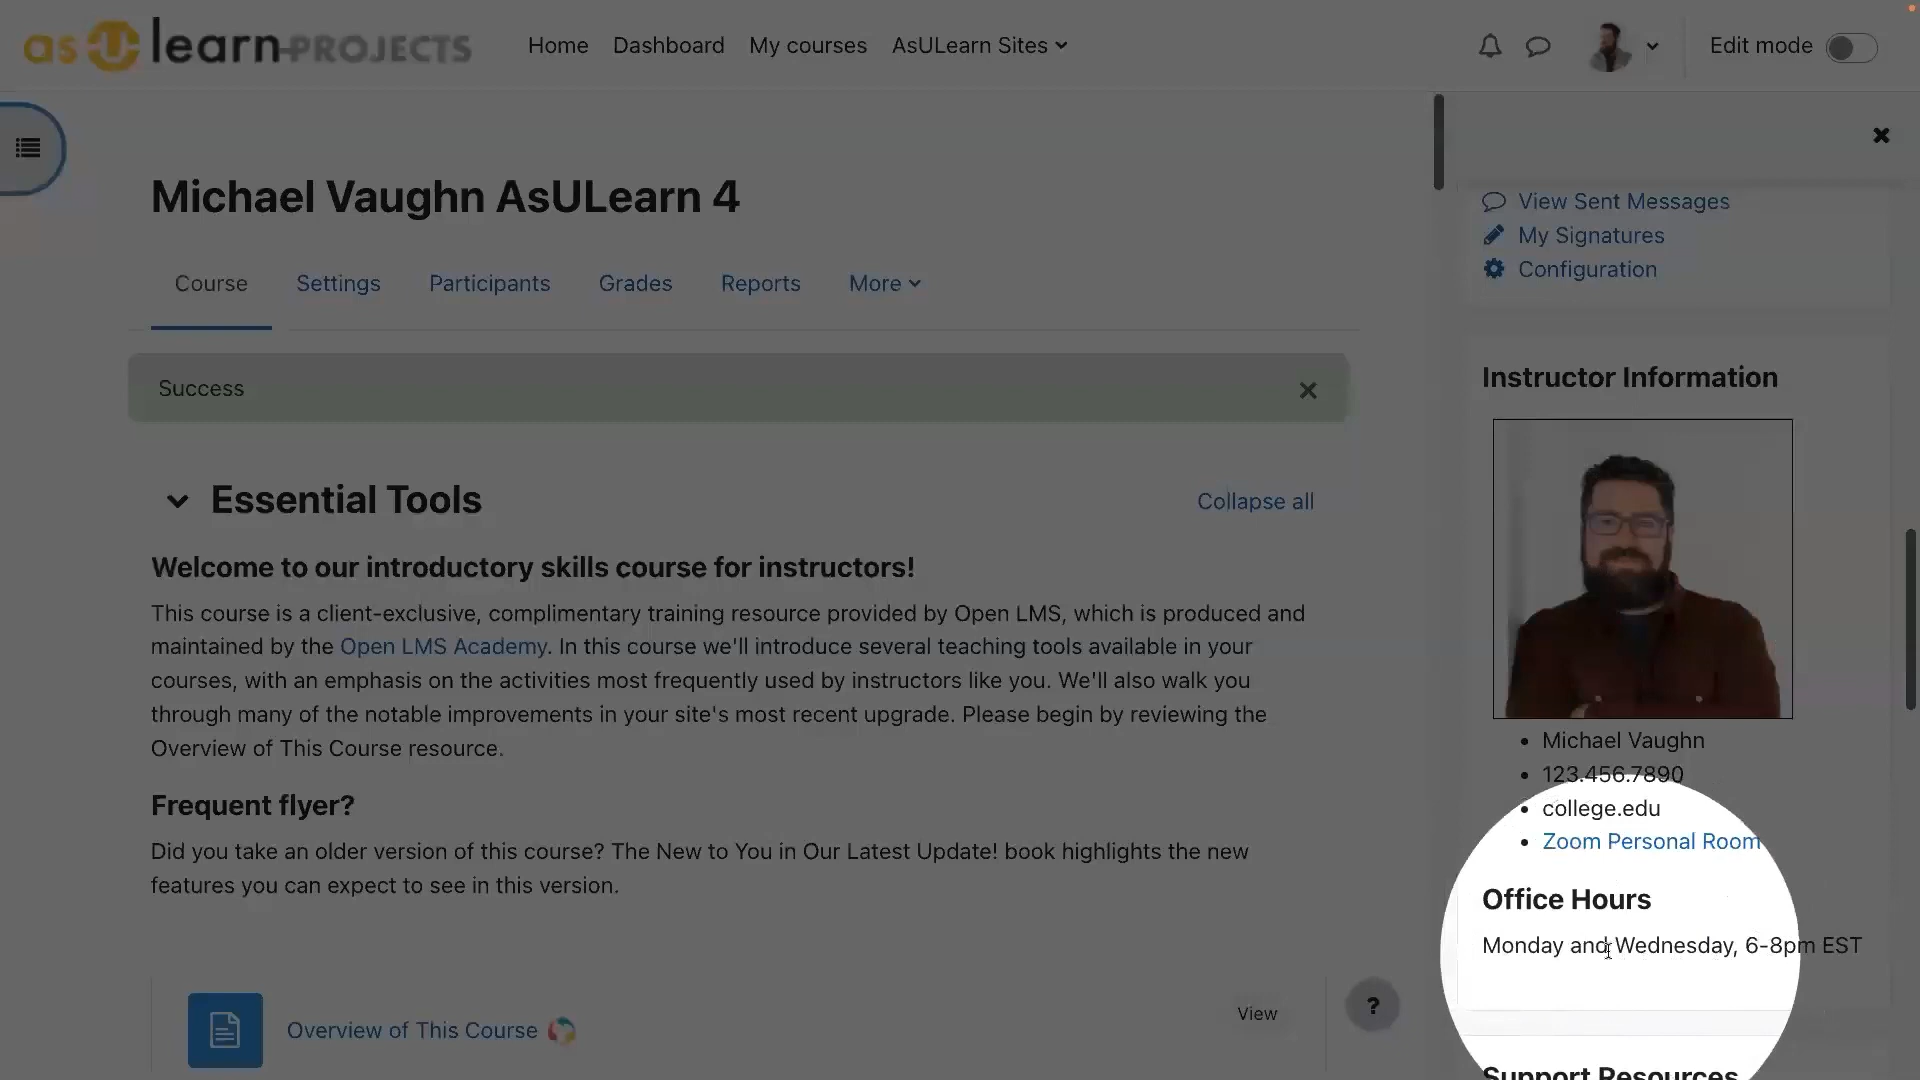 asULearn-PROJECTS
Home
Dashboard
My courses
AsULearn Sites
Edit mode
Michael Vaughn AsULearn 4
Course
Settings
Participants
Grades
Reports
More
Success
Essential Tools
Collapse all
Welcome to our introductory skills course for instructors!
This course is a client-exclusive, complimentary training resource provided by Open LMS, which is produced and
maintained by the Open LMS Academy. In this course we'll introduce several teaching tools available in your
courses, with an emphasis on the activities most frequently used by instructors like you. We'll also walk you
through many of the notable improvements in your site's most recent upgrade. Please begin by reviewing the
Overview of This Course resource.
Frequent flyer?
Did you take an older version of this course? The New to You in Our Latest Update! book highlights the new
features you can expect to see in this version.
Overview of This Course
View
?
View Sent Messages
My Signatures
Configuration
Instructor Information
Michael Vaughn
123.456.7890
college.edu
Zoom Personal Room
Office Hours
Monday and Wednesday, 6-8pm EST
Support Resources